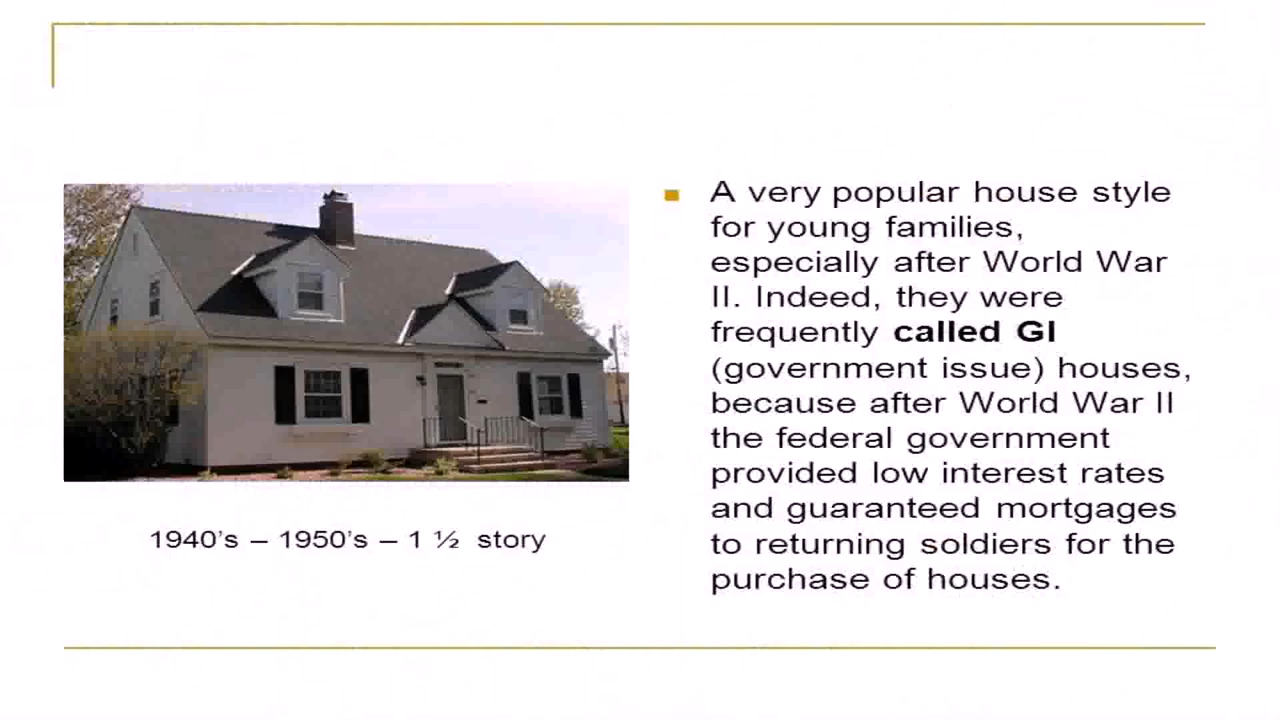 A very popular house style
for young families,
especially after World War
II. Indeed, they were
frequently called GI
(government issue) houses,
because after World War II
the federal government
provided low interest rates
and guaranteed mortgages
to returning soldiers for the
purchase of houses.
1940's – 1950's – 1 ½ story